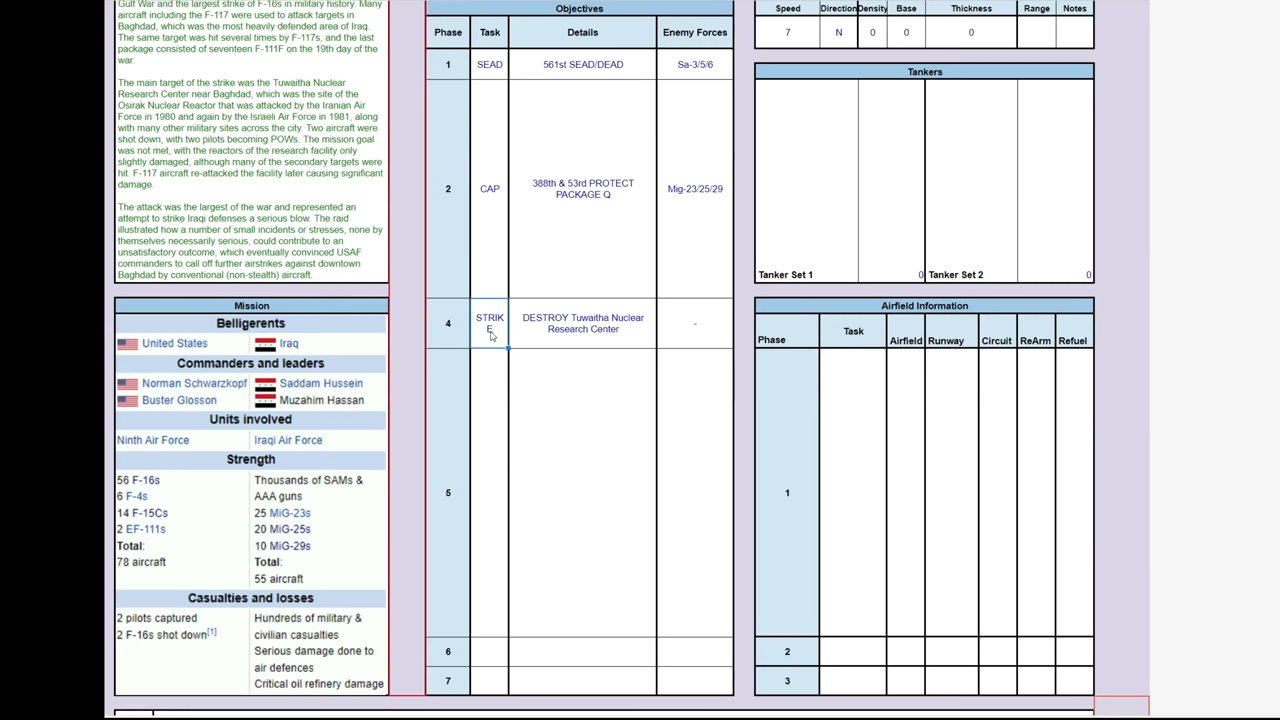 Gulf War and the largest strike of F-16s in military history. Many
aircraft including the F-117 were used to attack targets in
Baghdad, which was the most heavily defended area of Iraq.
The same target was hit several times by F-117s, and the last
package consisted of seventeen F-111F on the 19th day of the
war.
The main target of the strike was the Tuwaitha Nuclear
Research Center near Baghdad, which was the site of the
Osirak Nuclear Reactor that was attacked by the Iranian Air
Force in 1980 and again by the Israeli Air Force in 1981, along
with many other military sites across the city. Two aircraft were
shot down, with two pilots becoming POWs. The mission goal
was not met, with the reactors of the research facility only
slightly damaged, although many of the secondary targets were
hit. F-117 aircraft re-attacked the facility later causing significant
damage.
The attack was the largest of the war and represented an
attempt to strike Iraqi defenses a serious blow. The raid
illustrated how a number of small incidents or stresses, none by
themselves necessarily serious, could contribute to an
unsatisfactory outcome, which eventually convinced USAF
commanders to call off further airstrikes against downtown
Baghdad by conventional (non-stealth) aircraft.
Mission
Belligerents
United States Iraq
Commanders and leaders
Norman Schwarzkopf Saddam Hussein
Buster Glosson Muzahim Hassan
Units involved
Ninth Air Force Iraqi Air Force
Strength
56 F-16s
6 F-4s
14 F-15Cs
2 EF-111s
Total:
78 aircraft
Thousands of SAMs &
AAA guns
25 MiG-23s
20 MiG-25s
10 MiG-29s
Total:
55 aircraft
Casualties and losses
2 pilots captured
2 F-16s shot down[1]
Hundreds of military &
civilian casualties
Serious damage done to
air defences
Critical oil refinery damage
Objectives
Phase Task Details Enemy Forces
1 SEAD 561st SEAD/DEAD Sa-3/5/6
2 CAP 388th & 53rd PROTECT
PACKAGE Q Mig-23/25/29
4 STRIK
E DESTROY Tuwaitha Nuclear
Research Center -
5
6
7
Speed Direction Density Base Thickness Range Notes
7 N 0 0 0
Tankers
Tanker Set 1 0 Tanker Set 2 0
Airfield Information
Phase Task Airfield Runway Circuit ReArm Refuel
1
2
3